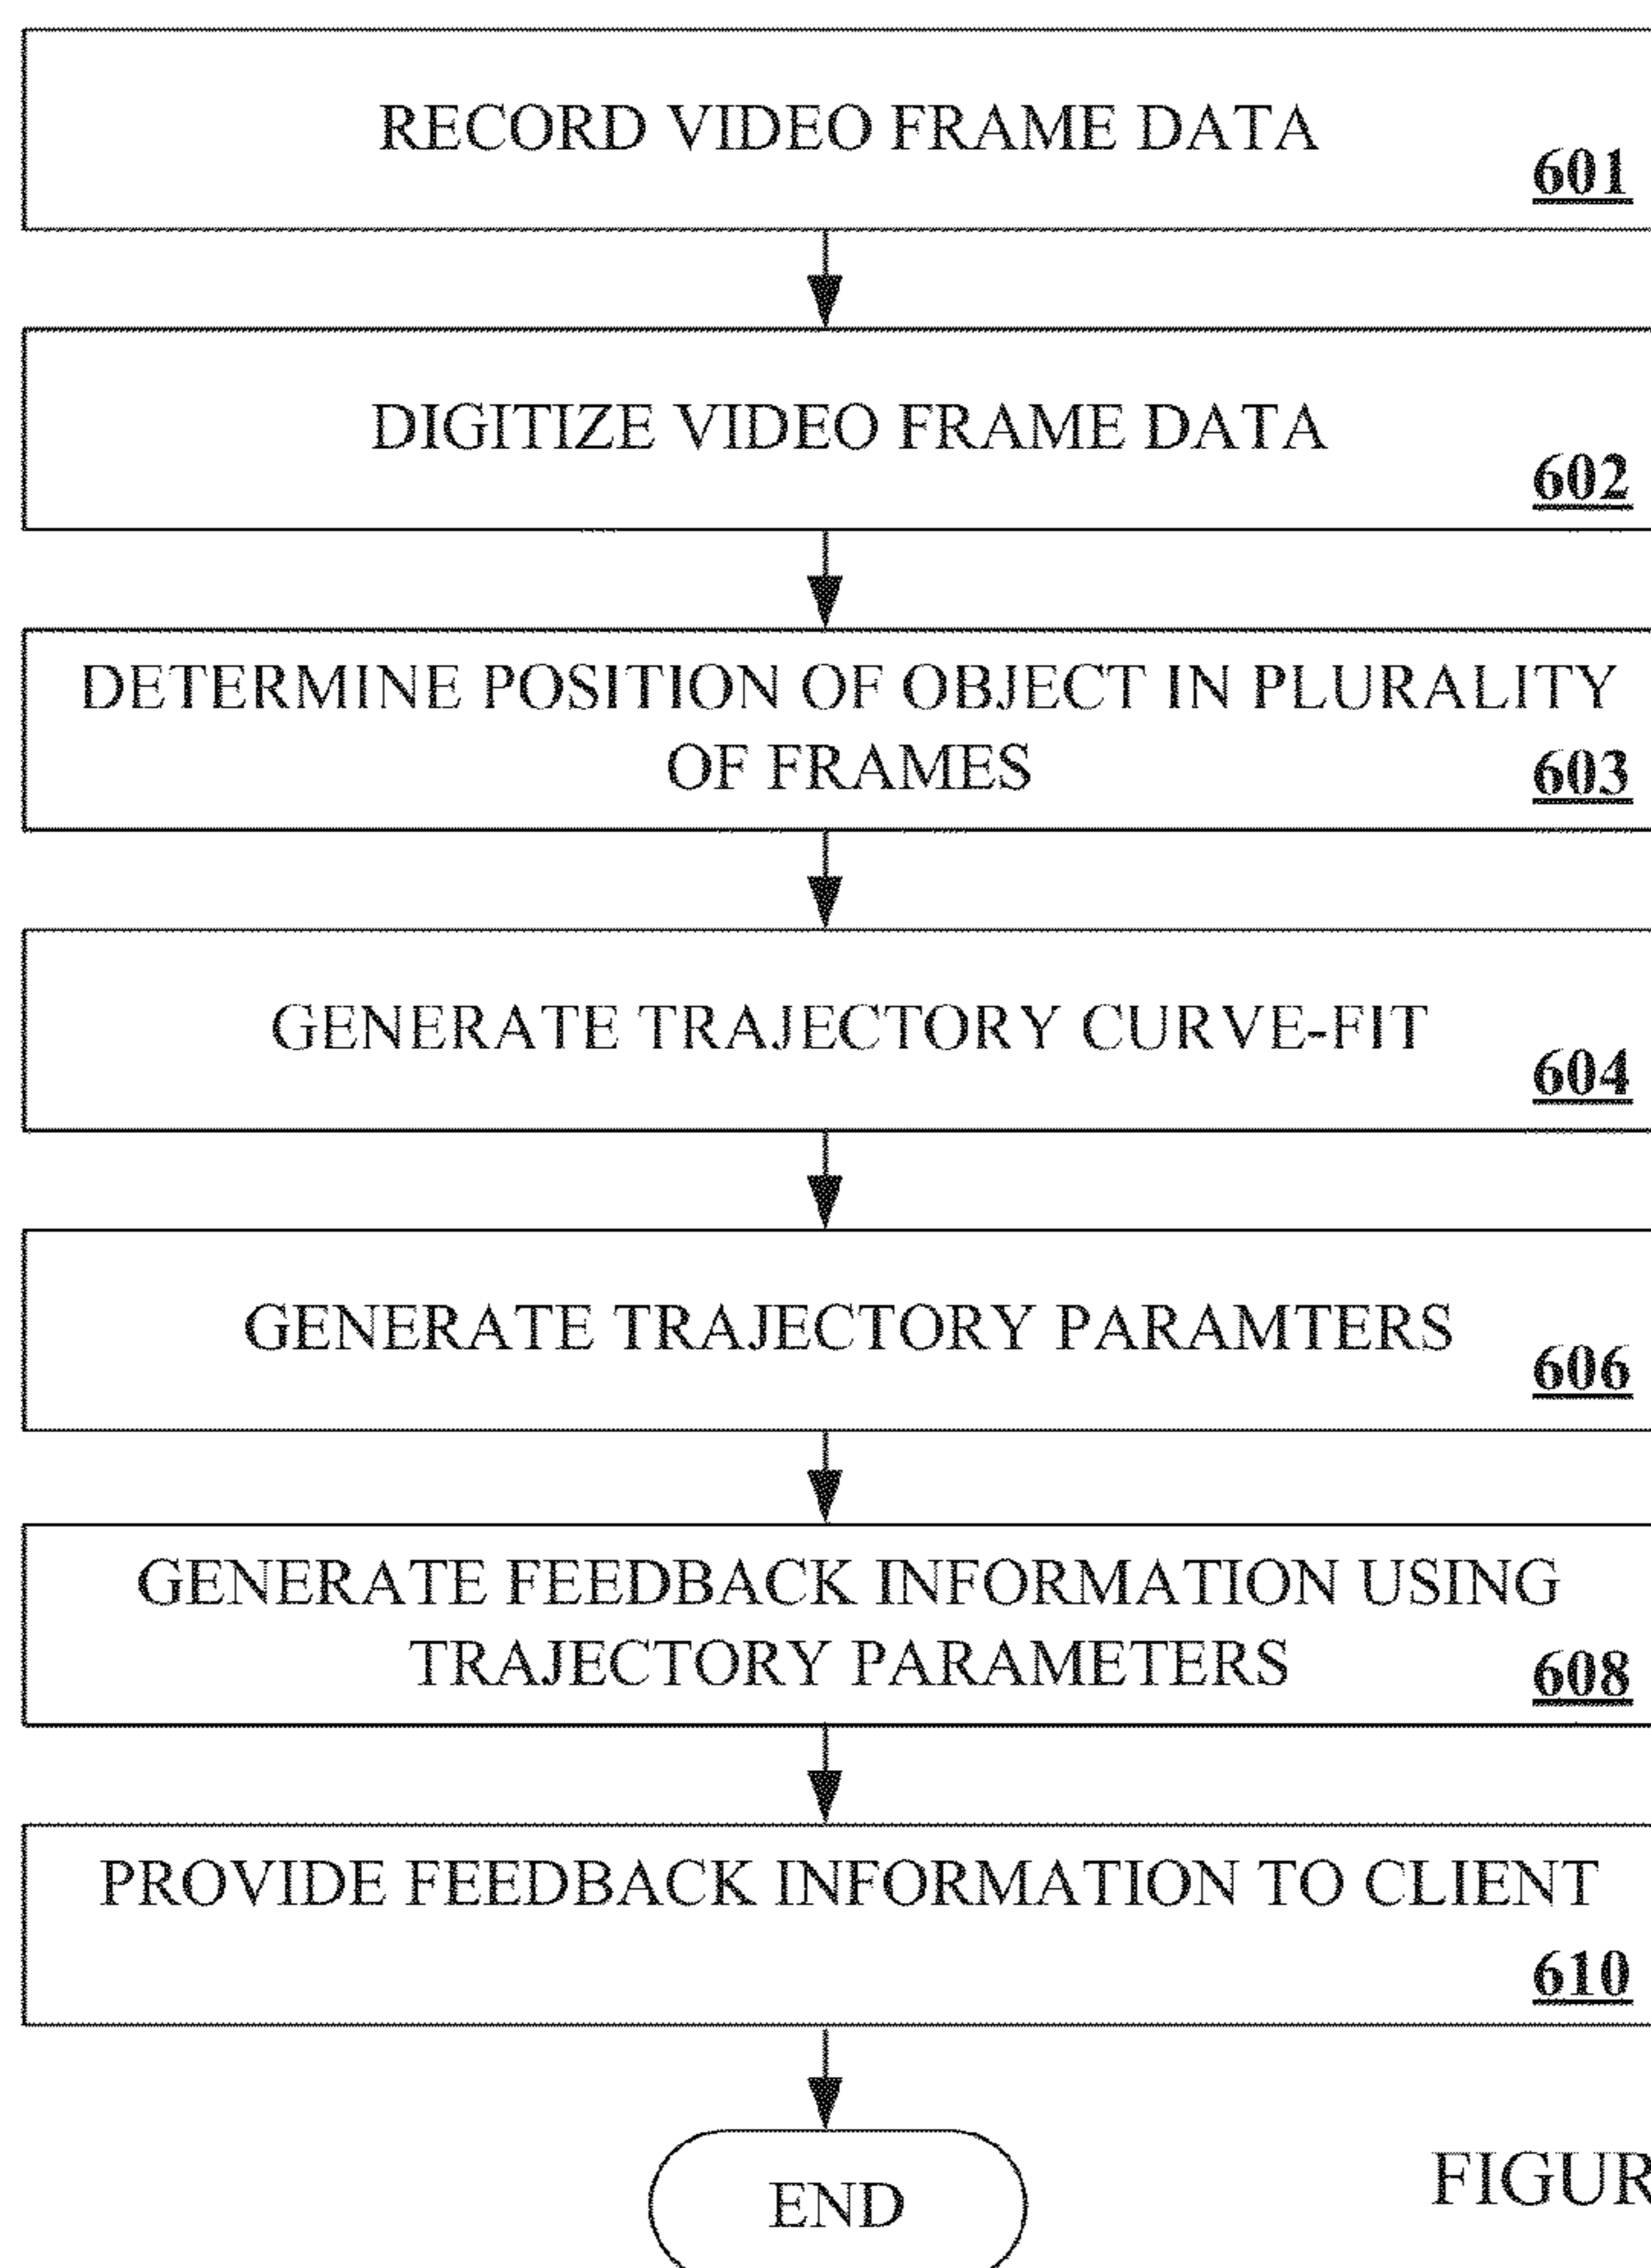 RECORD VIDEO FRAME DATA
601
DIGITIZE VIDEO FRAME DATA
602
DETERMINE POSITION OF OBJECT IN PLURALITY
OF FRAMES
603
GENERATE TRAJECTORY CURVE-FIT
604
GENERATE TRAJECTORY PARAMTERS
606
GENERATE FEEDBACK INFORMATION USING
TRAJECTORY PARAMETERS
608
PROVIDE FEEDBACK INFORMATION TO CLIENT
610
END
FIGUR